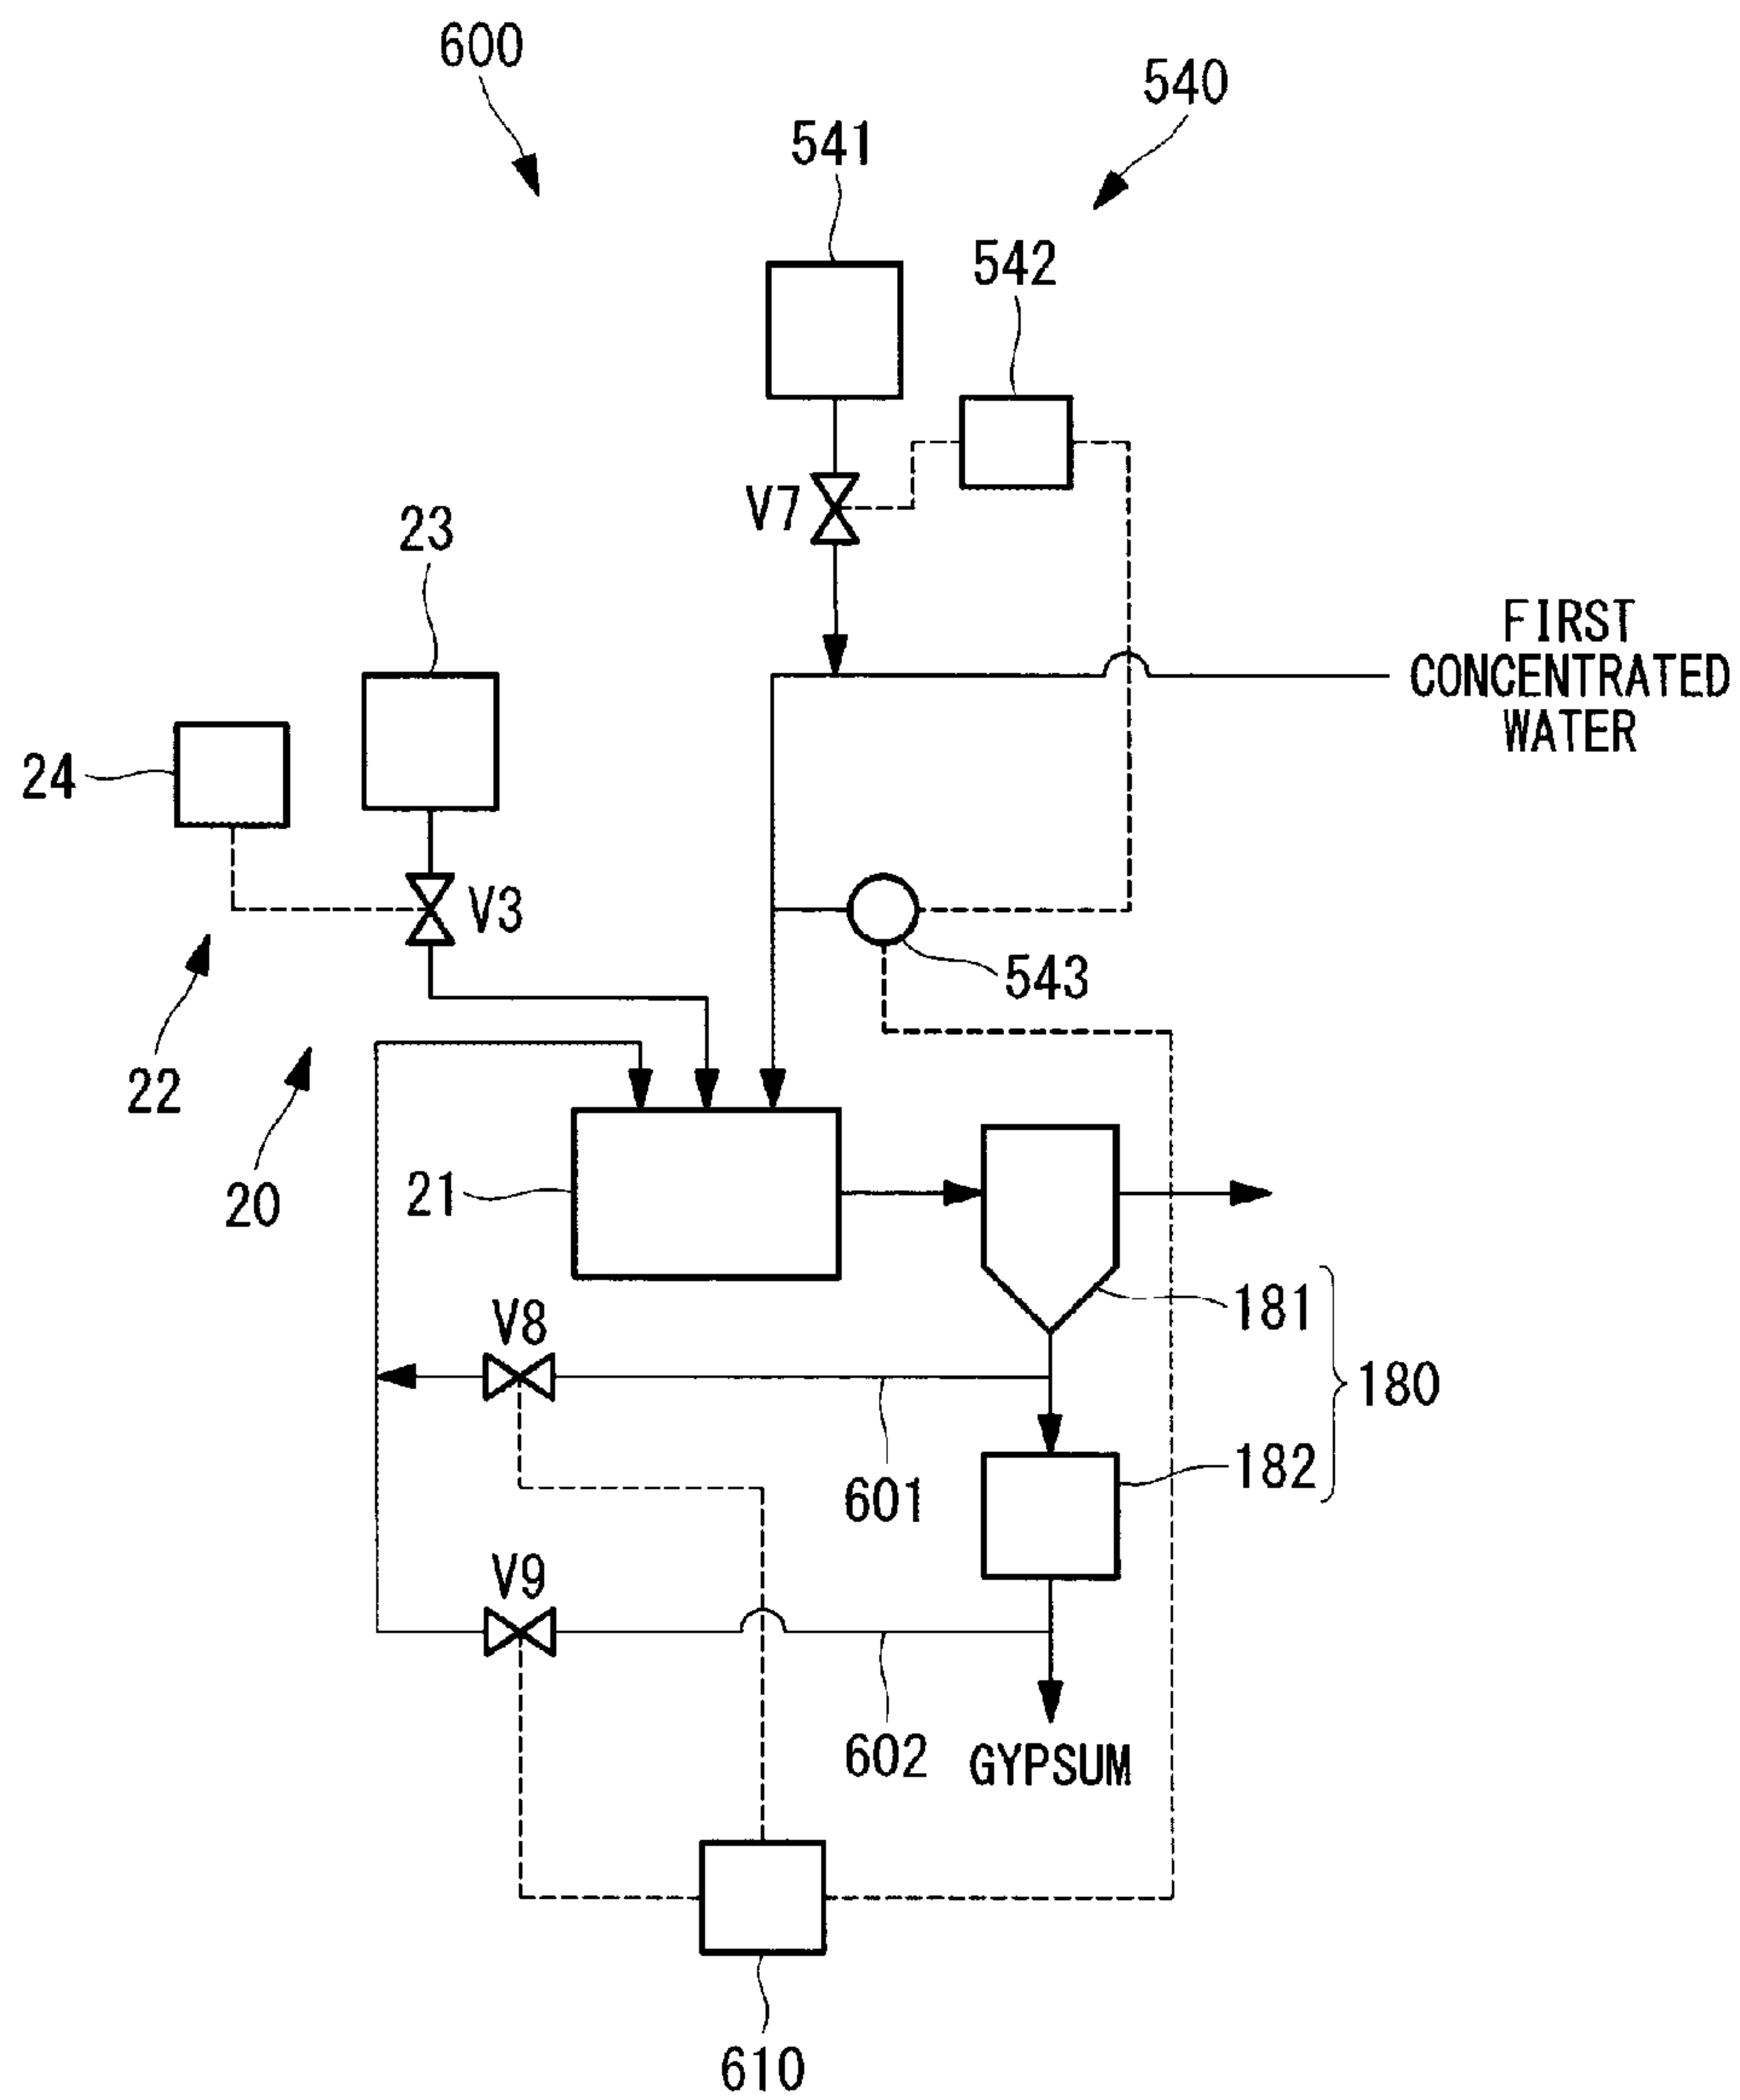 600
540
541
542
V7
23
FIRST
CONCENTRATED
WATER
24
V3
543
22
20
21
181
V8
180
182
601
V9
602
GYPSUM
610